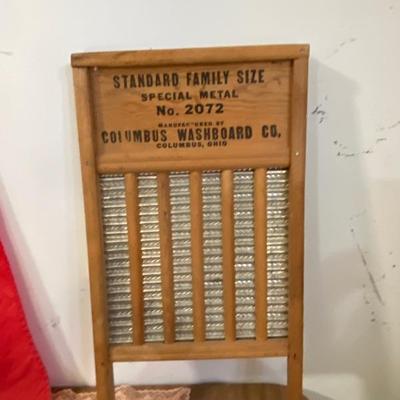 STANDARD FAMILY SIZE
SPECIAL METAL
No. 2072
MANUFACTURED BY
COLUMBUS WASHBOARD CO.
COLUMBUS, OHIO